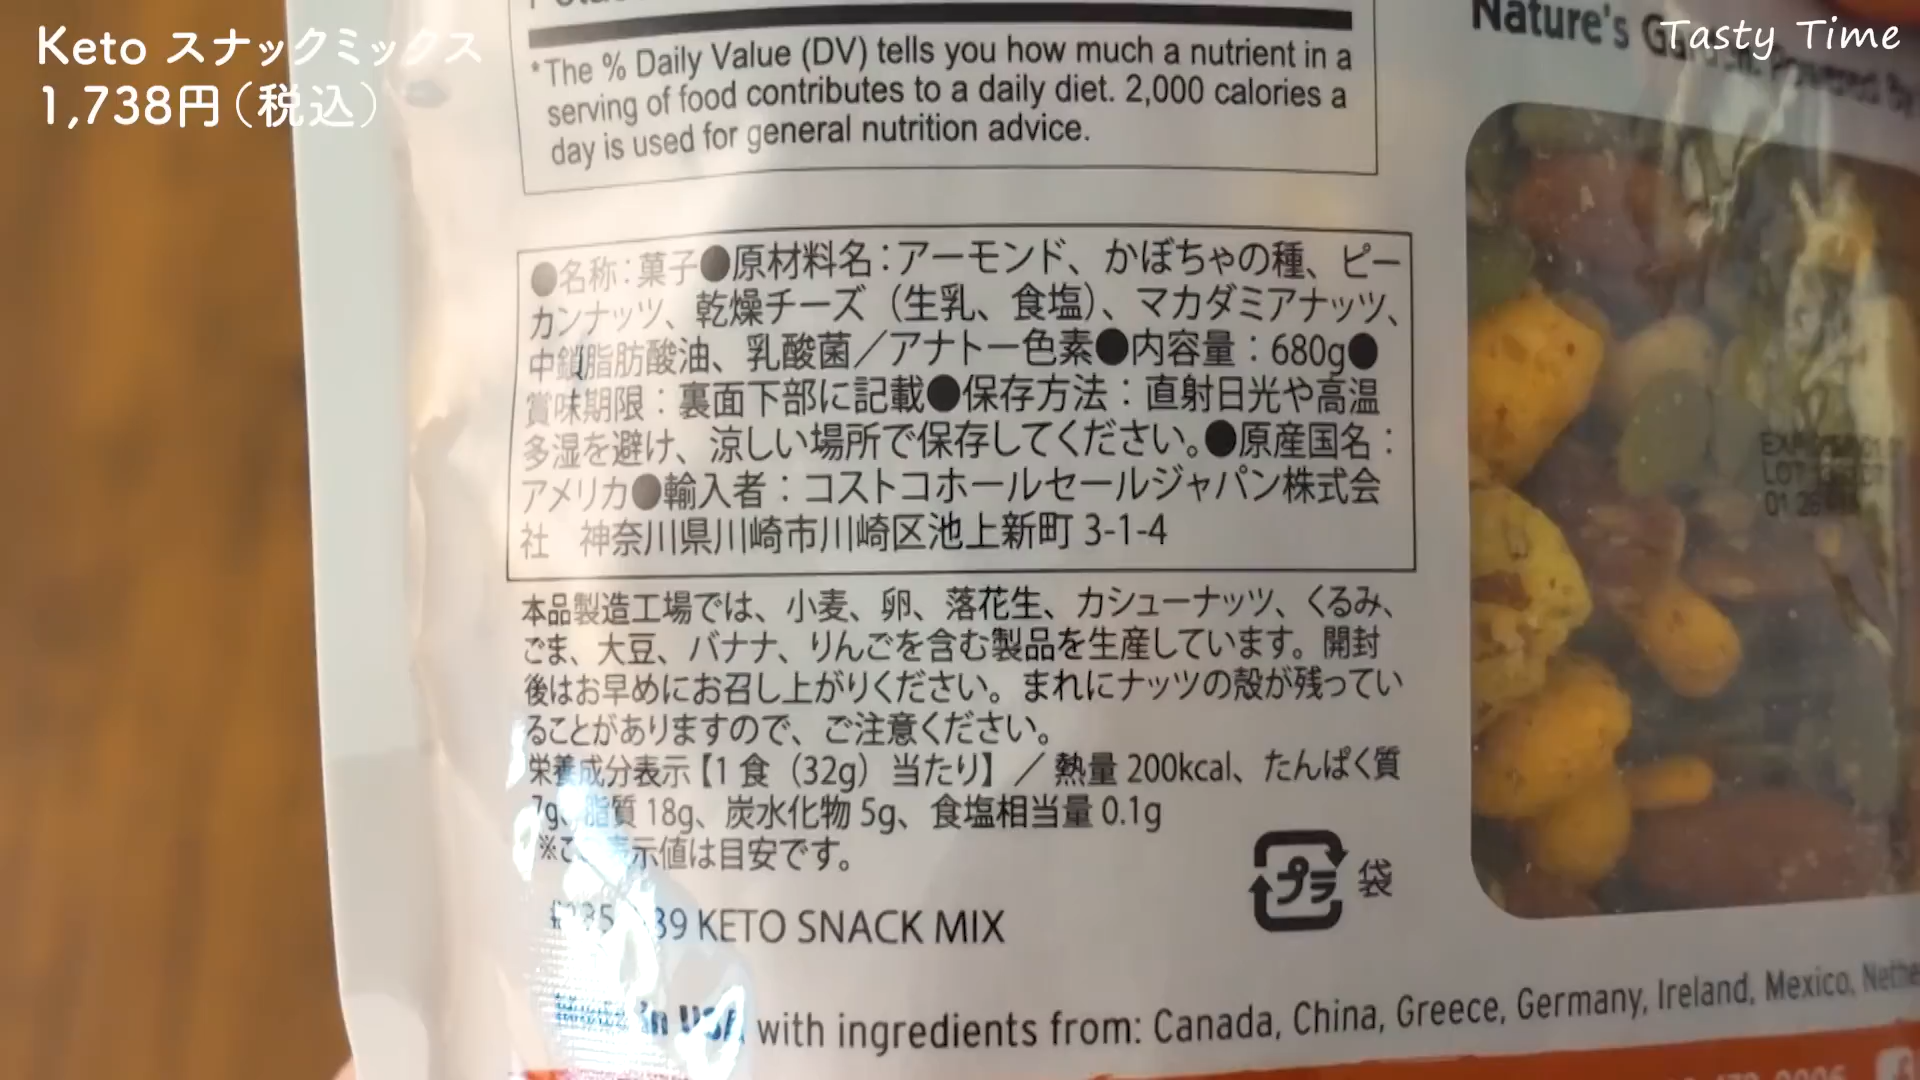 Keto スナックミックス
1,738円（税込）
Tasty Time
*The % Daily Value (DV) tells you how much a nutrient in a
serving of food contributes to a daily diet. 2,000 calories a
day is used for general nutrition advice.
Nature's
●名称：菓子●原材料名：アーモンド、かぼちゃの種、ピー
カンナッツ、乾燥チーズ（生乳、食塩）、マカダミアナッツ、
中鎖脂肪酸油、乳酸菌／アナトー色素●内容量：680g●
賞味期限：裏面下部に記載●保存方法：直射日光や高温
多湿を避け、涼しい場所で保存してください。●原産国名：
アメリカ●輸入者：コストコホールセールジャパン株式会
社　神奈川県川崎市川崎区池上新町 3-1-4
本品製造工場では、小麦、卵、落花生、カシューナッツ、くるみ、
ごま、大豆、バナナ、りんごを含む製品を生産しています。開封
後はお早めにお召し上がりください。まれにナッツの殻が残ってい
ることがありますので、ご注意ください。
栄養成分表示【1 食（32g）当たり】／熱量 200kcal、たんぱく質
7g、脂質 18g、炭水化物 5g、食塩相当量 0.1g
示値は目安です。
KETO SNACK MIX
プラ 袋
in USA with ingredients from: Canada, China, Greece, Germany, Ireland, Mexico,